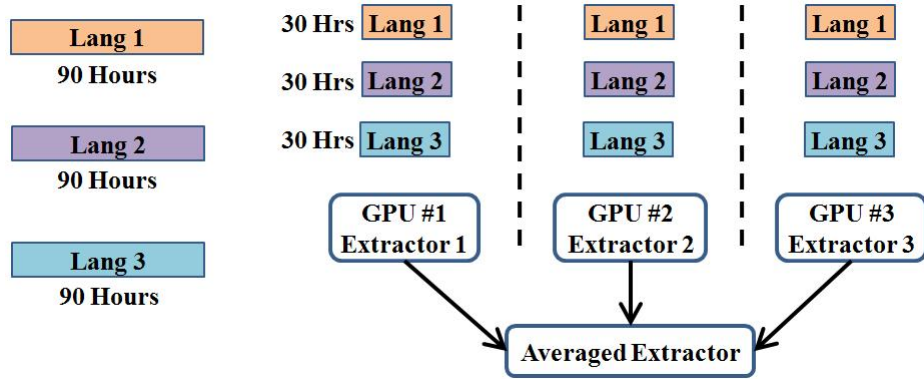 Lang 1
90 Hours
Lang 2
90 Hours
Lang 3
90 Hours
30 Hrs Lang 1
30 Hrs Lang 2
30 Hrs Lang 3
GPU #1
Extractor 1
Lang 1
Lang 2
Lang 3
GPU #2
Extractor 2
Lang 1
Lang 2
Lang 3
GPU #3
Extractor 3
Averaged Extractor